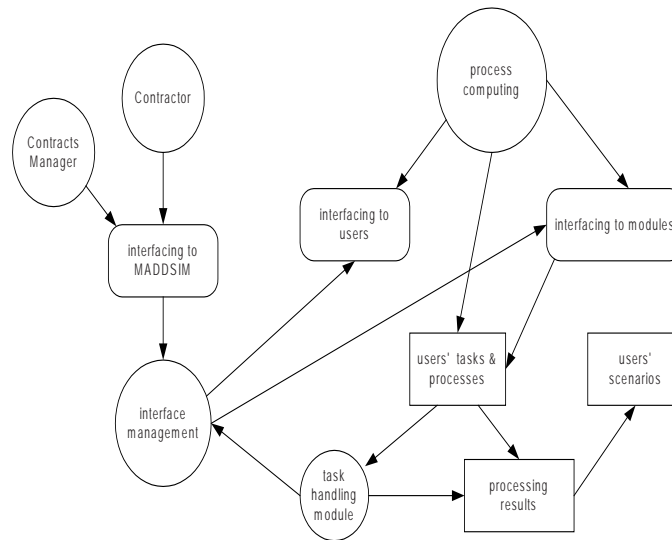 process
computing
Contractor
Contracts
Manager
interfacing to
users
interfacing to modules
interfacing to
MADDSIM
users' tasks &
processes
users'
scenarios
interface
management
task
handling
module
processing
results